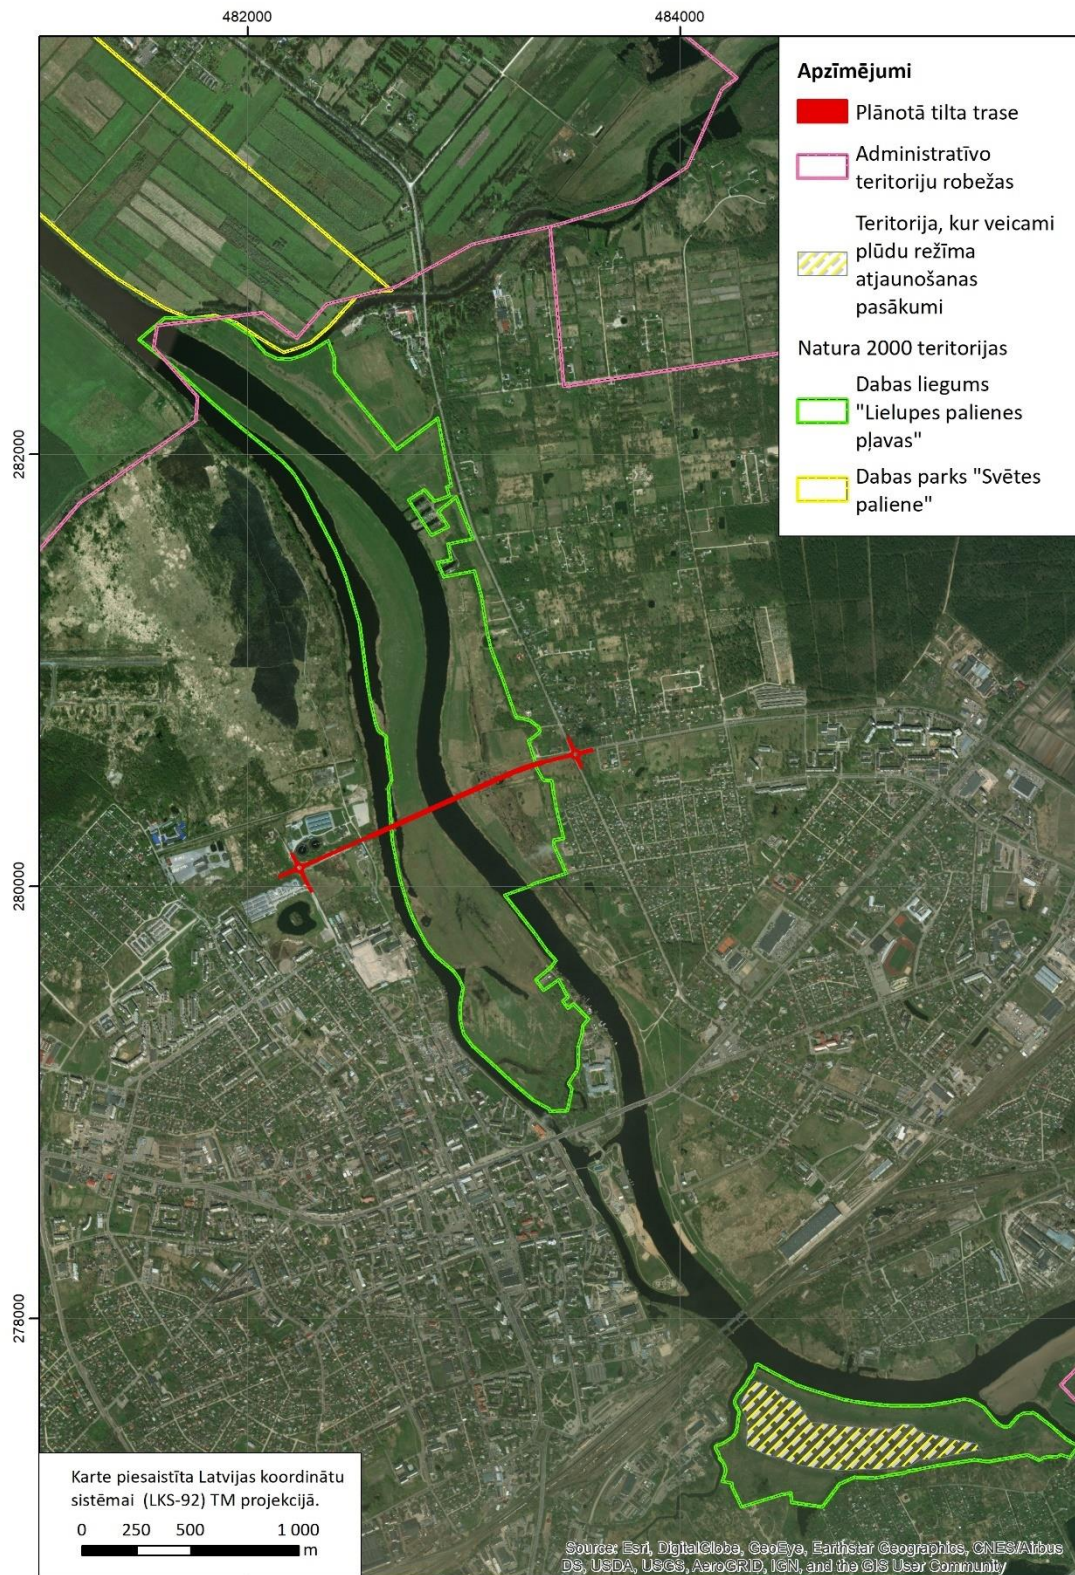 482000
484000
Apzīmējumi
Plānotā tilta trase
Administratīvo
teritoriju robežas
Teritorija, kur veicami
plūdu režīma
atjaunošanas
pasākumi
Natura 2000 teritorijas
Dabas liegums
"Lielupes palienes
pļavas"
Dabas parks "Svētes
paliene"
282000
280000
278000
Karte piesaistīta Latvijas koordinātu
sistēmai (LKS-92) TM projekcijā.
0 250 500 1 000
m
Source: Esri, DigitalGlobe, GeoEye, Earthstar Geographics, CNES/Airbus
DS, USDA, USGS, AeroGRID, IGN, and the GIS User Community